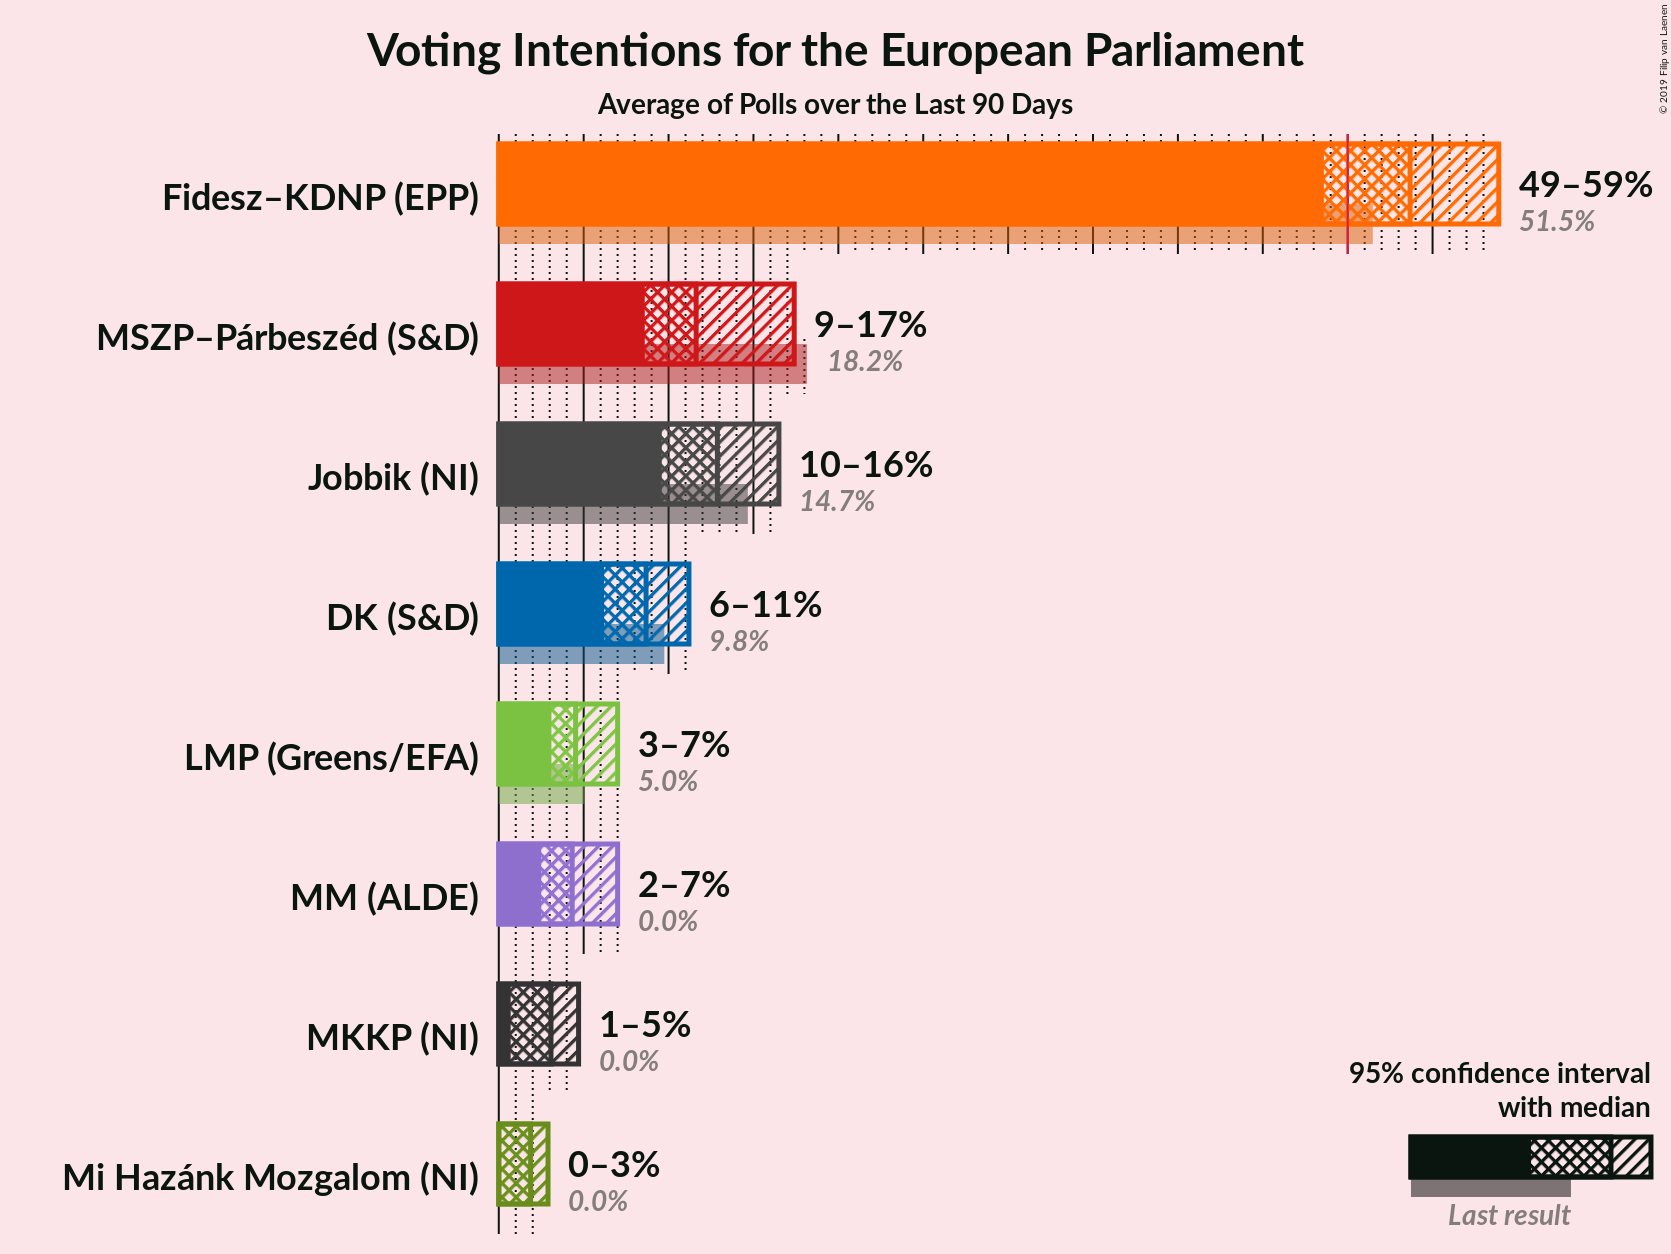 Voting Intentions for the European Parliament
Average of Polls over the Last 90 Days
© 2019 Filip van Laenen
Fidesz–KDNP (EPP)
49–59%
51.5%
MSZP–Párbeszéd (S&D)
9–17%
18.2%
Jobbik (NI)
10–16%
14.7%
DK (S&D)
6–11%
9.8%
LMP (Greens/EFA)
3–7%
5.0%
MM (ALDE)
2–7%
0.0%
MKKP (NI)
1–5%
0.0%
Mi Hazánk Mozgalom (NI)
0–3%
0.0%
95% confidence interval
with median
Last result